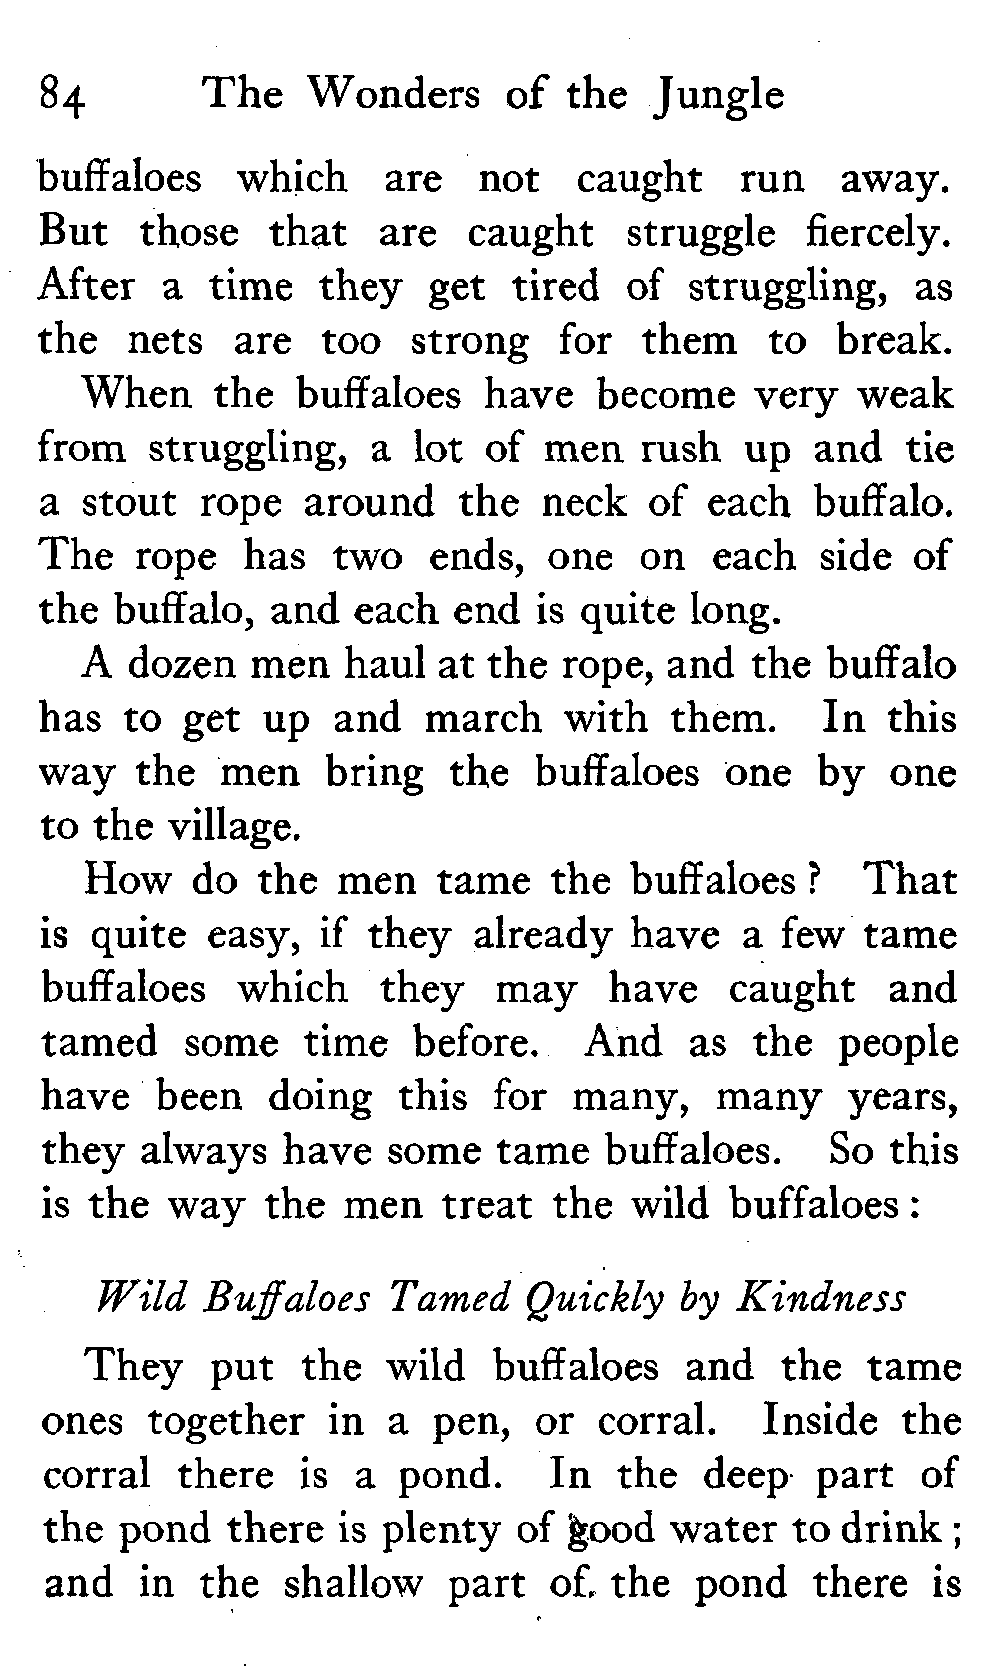 84 The Wonders of the Jungle
buffaloes which are not caught run away.
But those that are caught struggle fiercely.
After a time they get tired of struggling, as
the nets are too strong for them to break.
When the buffaloes have become very weak
from struggling, a lot of men rush up and tie
a stout rope around the neck of each buffalo.
The rope has two ends, one on each side of
the buffalo, and each end is quite long.
A dozen men haul at the rope, and the buffalo
has to get up and march with them. In this
way the men bring the buffaloes one by one
to the village.
How do the men tame the buffaloes? That
is quite easy, if they already have a few tame
buffaloes which they may have caught and
tamed some time before. And as the people
have been doing this for many, many years,
they always have some tame buffaloes. So this
is the way the men treat the wild buffaloes:
Wild Buffaloes Tamed Quickly by Kindness
They put the wild buffaloes and the tame
ones together in a pen, or corral. Inside the
corral there is a pond. In the deep part of
the pond there is plenty of good water to drink;
and in the shallow part of the pond there is